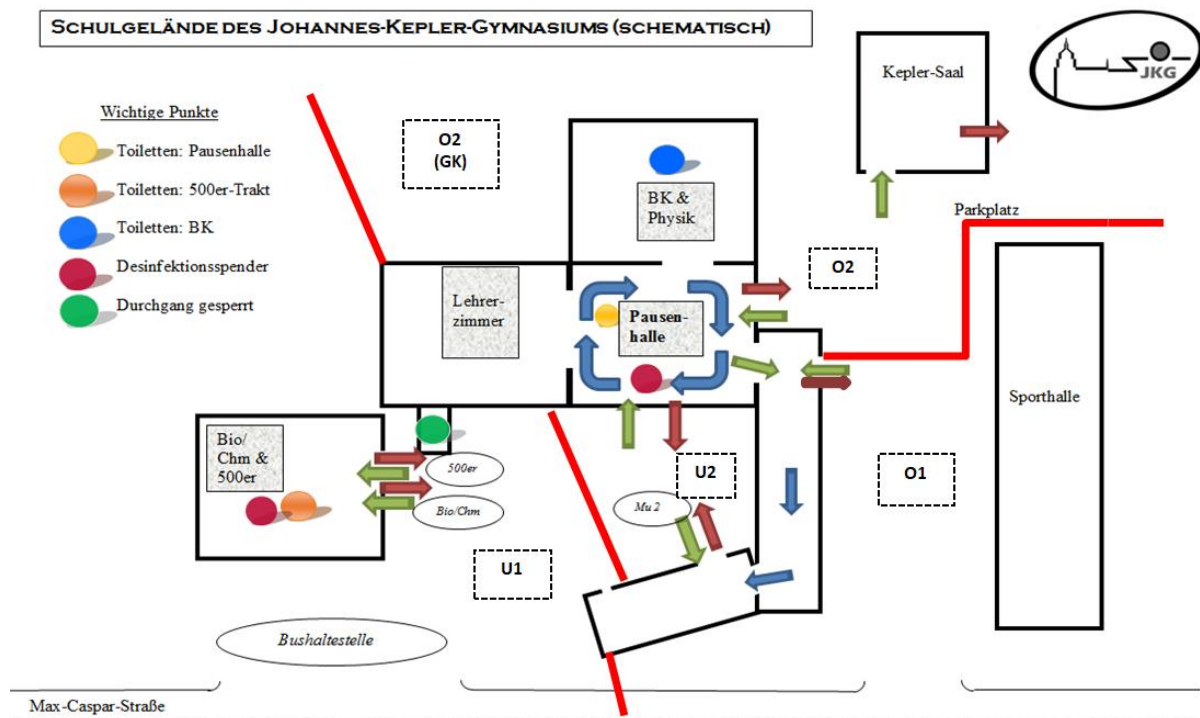 SCHULGELÄNDE DES JOHANNES-KEPLER-GYMNASIUMS (SCHEMATISCH)
JKG
Kepler-Saal
Wichtige Punkte
Toiletten: Pausenhalle
Toiletten: 500er-Trakt
Toiletten: BK
Desinfektionsspender
Durchgang gesperrt
O2
(GK)
BK &
Physik
Parkplatz
O2
Lehrer-
zimmer
Pausen-
halle
Sporthalle
Bio/
Chm &
500er
500er
Bio/Chm
U2
O1
Mu 2
U1
Bushaltestelle
Max-Caspar-Straße